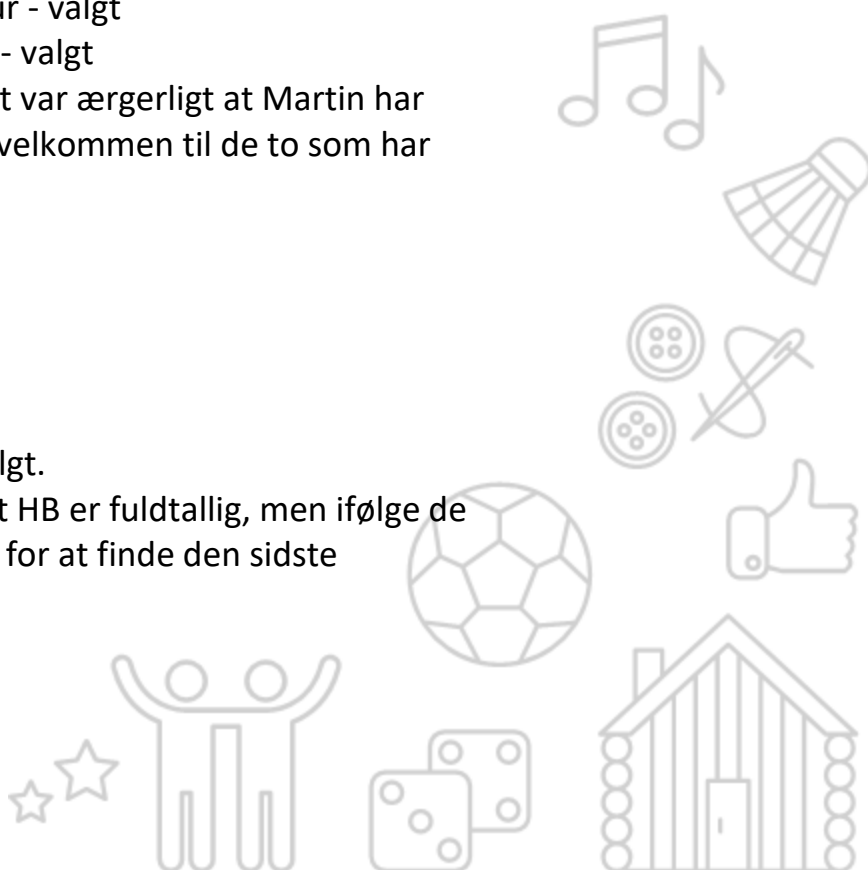 ur - valgt
- valgt
t var ærgerligt at Martin har
velkommen til de to som har
lgt.
t HB er fuldtallig, men ifølge de
for at finde den sidste